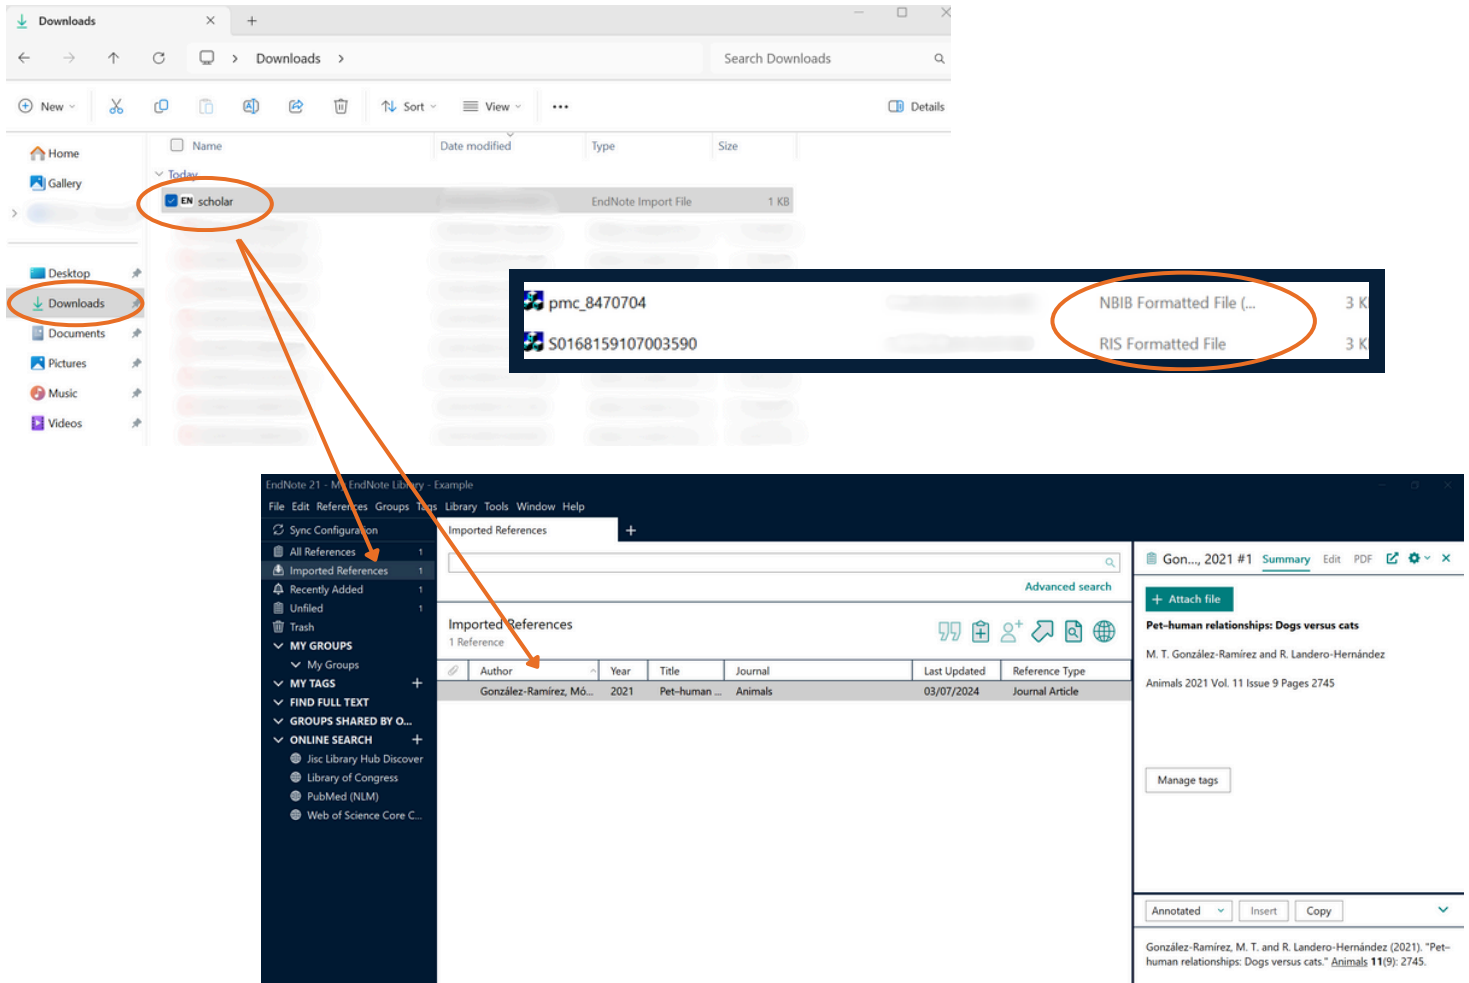 Downloads
Downloads
Search Downloads
New
Sort
View
Details
Name
Date modified
Type
Size
Home
Gallery
Today
EN scholar
EndNote Import File
1 KB
Desktop
Downloads
Documents
Pictures
Music
Videos
pmc_8470704
NBIB Formatted File (...
3 K
S0168159107003590
RIS Formatted File
3 K
EndNote 21 - My EndNote Library - Example
File Edit References Groups Tags Library Tools Window Help
Sync Configuration
All References 1
Imported References 1
Recently Added 1
Unfiled 1
Trash
MY GROUPS
My Groups
MY TAGS
FIND FULL TEXT
GROUPS SHARED BY O...
ONLINE SEARCH
Jisc Library Hub Discover
Library of Congress
PubMed (NLM)
Web of Science Core C...
Imported References
Advanced search
Imported References
1 Reference
Author Year Title Journal Last Updated Reference Type
González-Ramírez, Mó... 2021 Pet–human ... Animals 03/07/2024 Journal Article
Gon..., 2021 #1 Summary Edit PDF
+ Attach file
Pet–human relationships: Dogs versus cats
M. T. González-Ramírez and R. Landero-Hernández
Animals 2021 Vol. 11 Issue 9 Pages 2745
Manage tags
Annotated Insert Copy
González-Ramírez, M. T. and R. Landero-Hernández (2021). "Pet–
human relationships: Dogs versus cats." Animals 11(9): 2745.